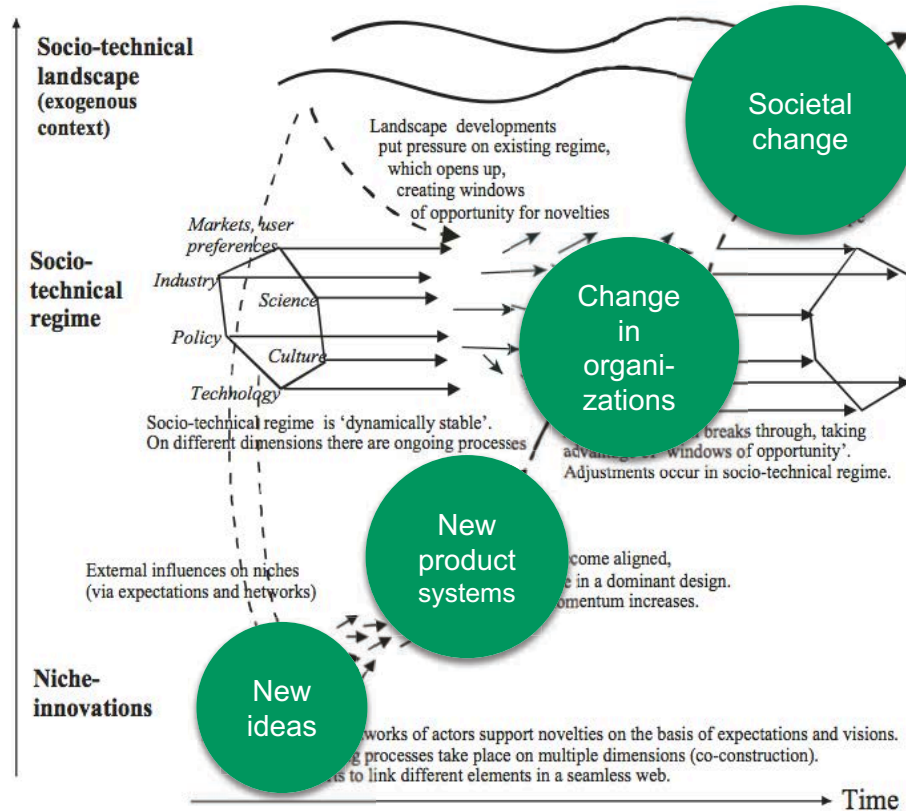 Socio-technical
landscape
(exogenous
context)
Societal
change
Landscape developments
put pressure on existing regime,
which opens up,
creating windows
of opportunity for novelties
Markets, user
preferences
Socio-
technical
regime
Industry
Science
Policy
Culture
Technology
Change
in
organi-
zations
Socio-technical regime is ‘dynamically stable’.
On different dimensions there are ongoing processes
breaks through, taking
‘windows of opportunity’.
Adjustments occur in socio-technical regime.
New
product
systems
External influences on niches
(via expectations and networks)
become aligned,
in a dominant design.
momentum increases.
Niche-
innovations
New
ideas
of actors support novelties on the basis of expectations and visions.
processes take place on multiple dimensions (co-construction).
to link different elements in a seamless web.
Time